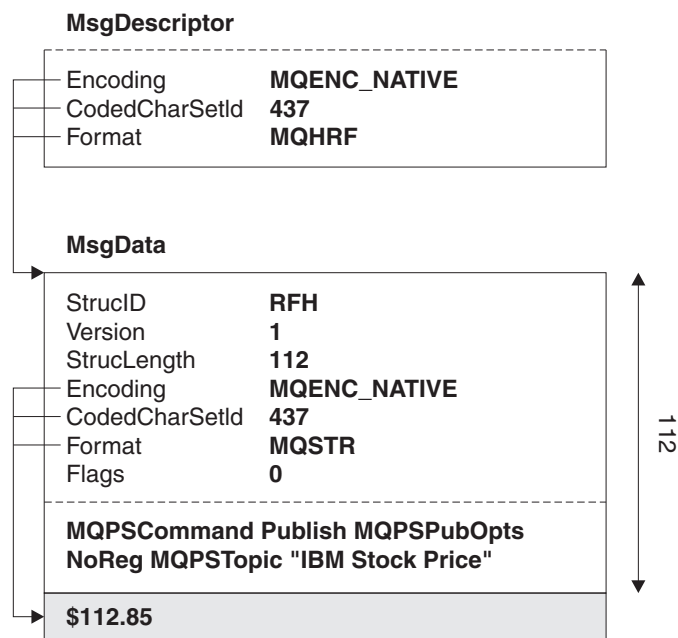 MsgDescriptor
Encoding MQENC_NATIVE
CodedCharSetId 437
Format MQHRF
MsgData
StrucID RFH
Version 1
StrucLength 112
Encoding MQENC_NATIVE
CodedCharSetId 437
Format MQSTR
Flags 0
112
MQPSCommand Publish MQPSPubOpts
NoReg MQPSTopic "IBM Stock Price"
$112.85